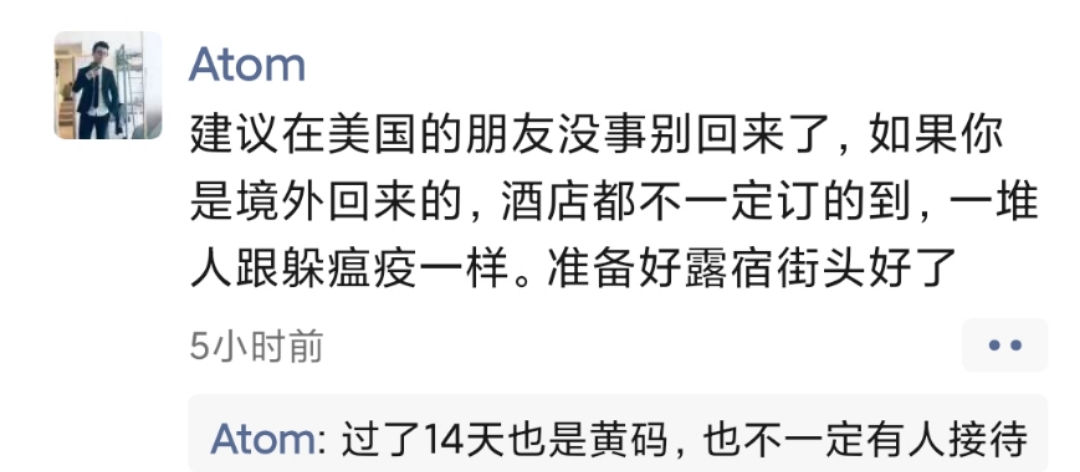 Atom
建议在美国的朋友没事别回来了，如果你
是境外回来的，酒店都不一定订的到，一堆
人跟躲瘟疫一样。准备好露宿街头好了
5小时前
Atom: 过了14天也是黄码，也不一定有人接待